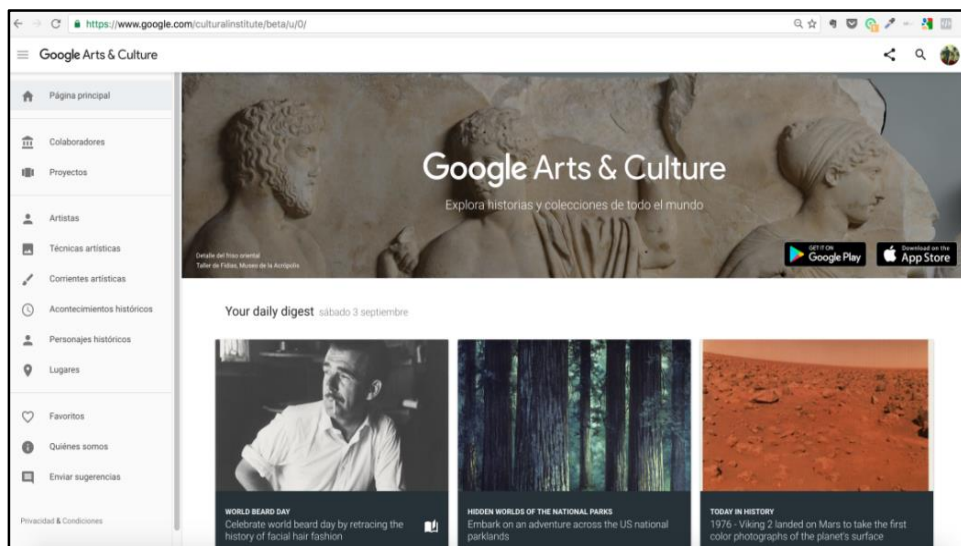 https://www.google.com/culturalinstitute/beta/u/0/
Google Arts & Culture
Página principal
Colaboradores
Proyectos
Artistas
Técnicas artísticas
Corrientes artísticas
Acontecimientos históricos
Personajes históricos
Lugares
Favoritos
Quiénes somos
Enviar sugerencias
Privacidad & Condiciones
Google Arts & Culture
Explora historias y colecciones de todo el mundo
Detalle del friso oriental
Taller de Fidias, Museo de la Acrópolis
GET IT ON
Google Play
Download on the
App Store
Your daily digest sábado 3 septiembre
WORLD BEARD DAY
Celebrate world beard day by retracing the
history of facial hair fashion
HIDDEN WORLDS OF THE NATIONAL PARKS
Embark on an adventure across the US national
parklands
TODAY IN HISTORY
1976 - Viking 2 landed on Mars to take the first
color photographs of the planet's surface